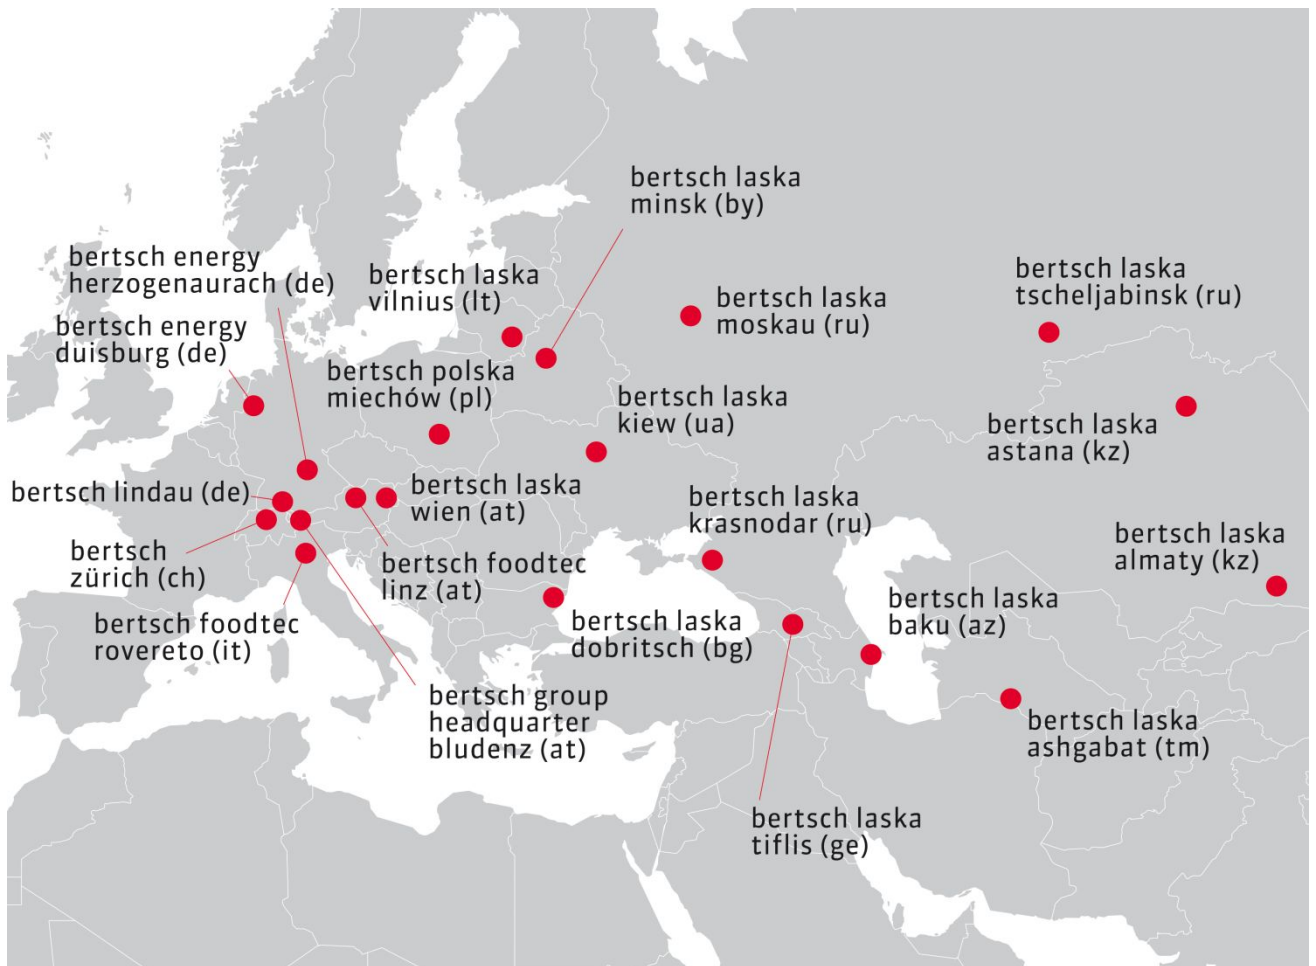 bertsch laska
minsk (by)
bertsch energy
herzogenaurach (de)
bertsch laska
vilnius (lt)
bertsch laska
moskau (ru)
bertsch laska
tscheljabinsk (ru)
bertsch energy
duisburg (de)
bertsch polska
miechów (pl)
bertsch laska
kiew (ua)
bertsch laska
astana (kz)
bertsch lindau (de)
bertsch laska
wien (at)
bertsch laska
krasnodar (ru)
bertsch laska
almaty (kz)
bertsch
zürich (ch)
bertsch foodtec
linz (at)
bertsch laska
baku (az)
bertsch foodtec
rovereto (it)
bertsch laska
dobritsch (bg)
bertsch group
headquarter
bludenz (at)
bertsch laska
ashgabat (tm)
bertsch laska
tiflis (ge)